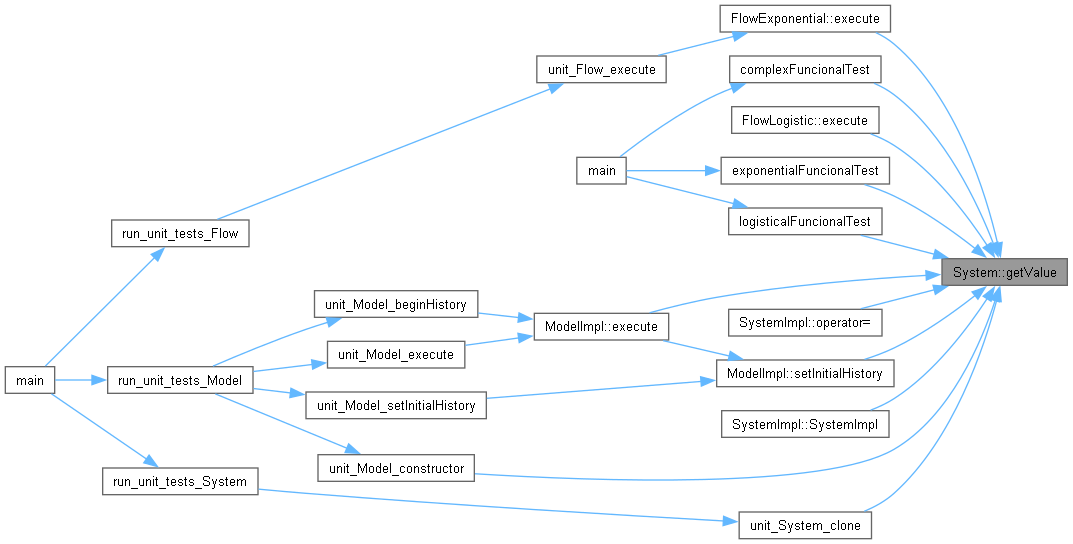 FlowExponential::execute
unit_Flow_execute
complexFuncionalTest
FlowLogistic::execute
main
exponentialFuncionalTest
logisticalFuncionalTest
run_unit_tests_Flow
System::getValue
unit_Model_beginHistory
ModelImpl::execute
SystemImpl::operator=
unit_Model_execute
main
run_unit_tests_Model
ModelImpl::setInitialHistory
unit_Model_setInitialHistory
SystemImpl::SystemImpl
unit_Model_constructor
run_unit_tests_System
unit_System_clone